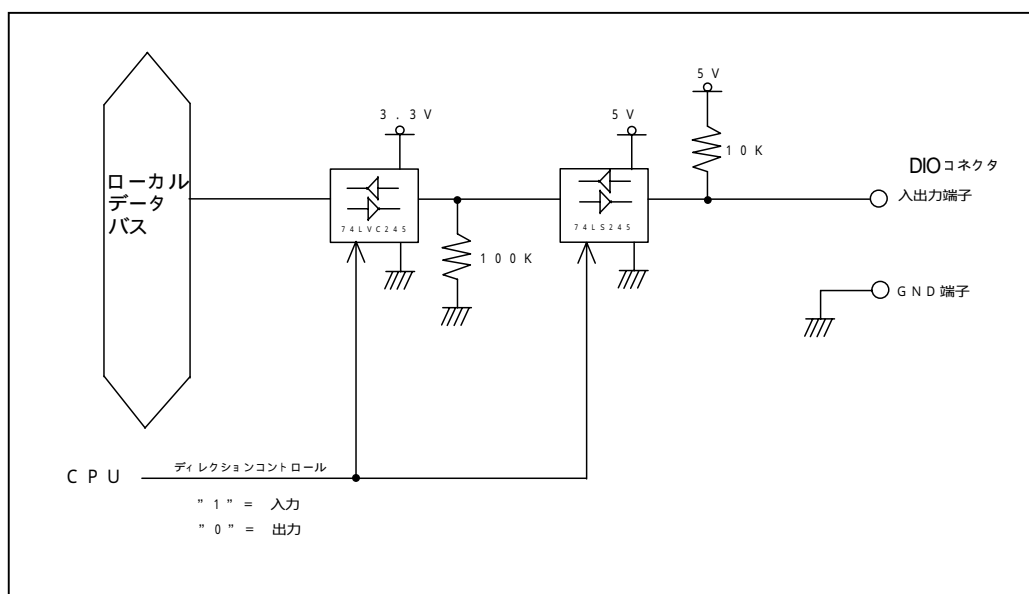 5V
3.3V
5V
10K
DIOコネクタ
ローカル
データ
バス
入出力端子
74LVC245
74LS245
100K
GND端子
CPU
ディレクションコントロール
”1”= 入力
”0”= 出力